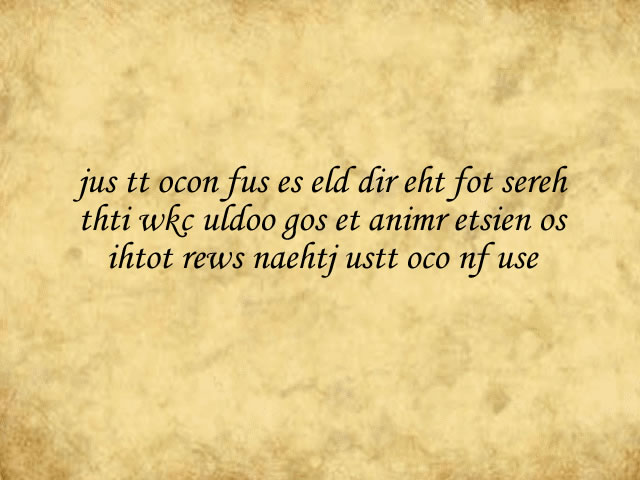 jus tt ocon fus es eld dir eht fot sereh
thti wkc uldoo gos et animr etsien os
ihtot rews naehtj ustt oco nf use